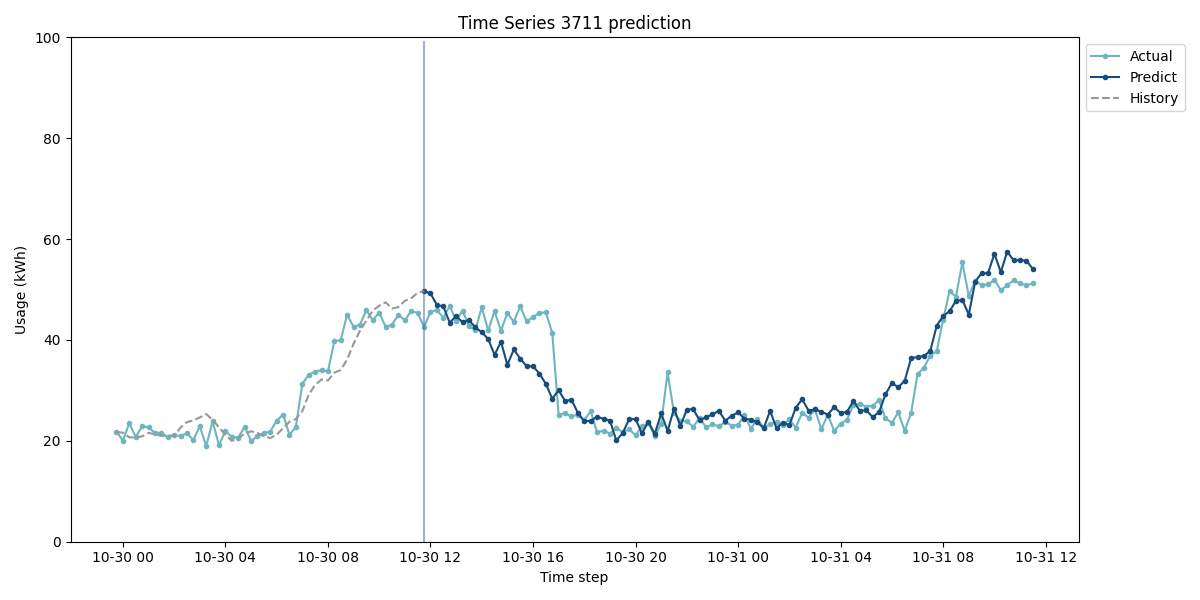 Time Series 3711 prediction
Usage (kWh)
100
80
60
40
20
0
10-30 00
10-30 04
10-30 08
10-30 12
10-30 16
10-30 20
10-31 00
10-31 04
10-31 08
10-31 12
Time step
Actual
Predict
History